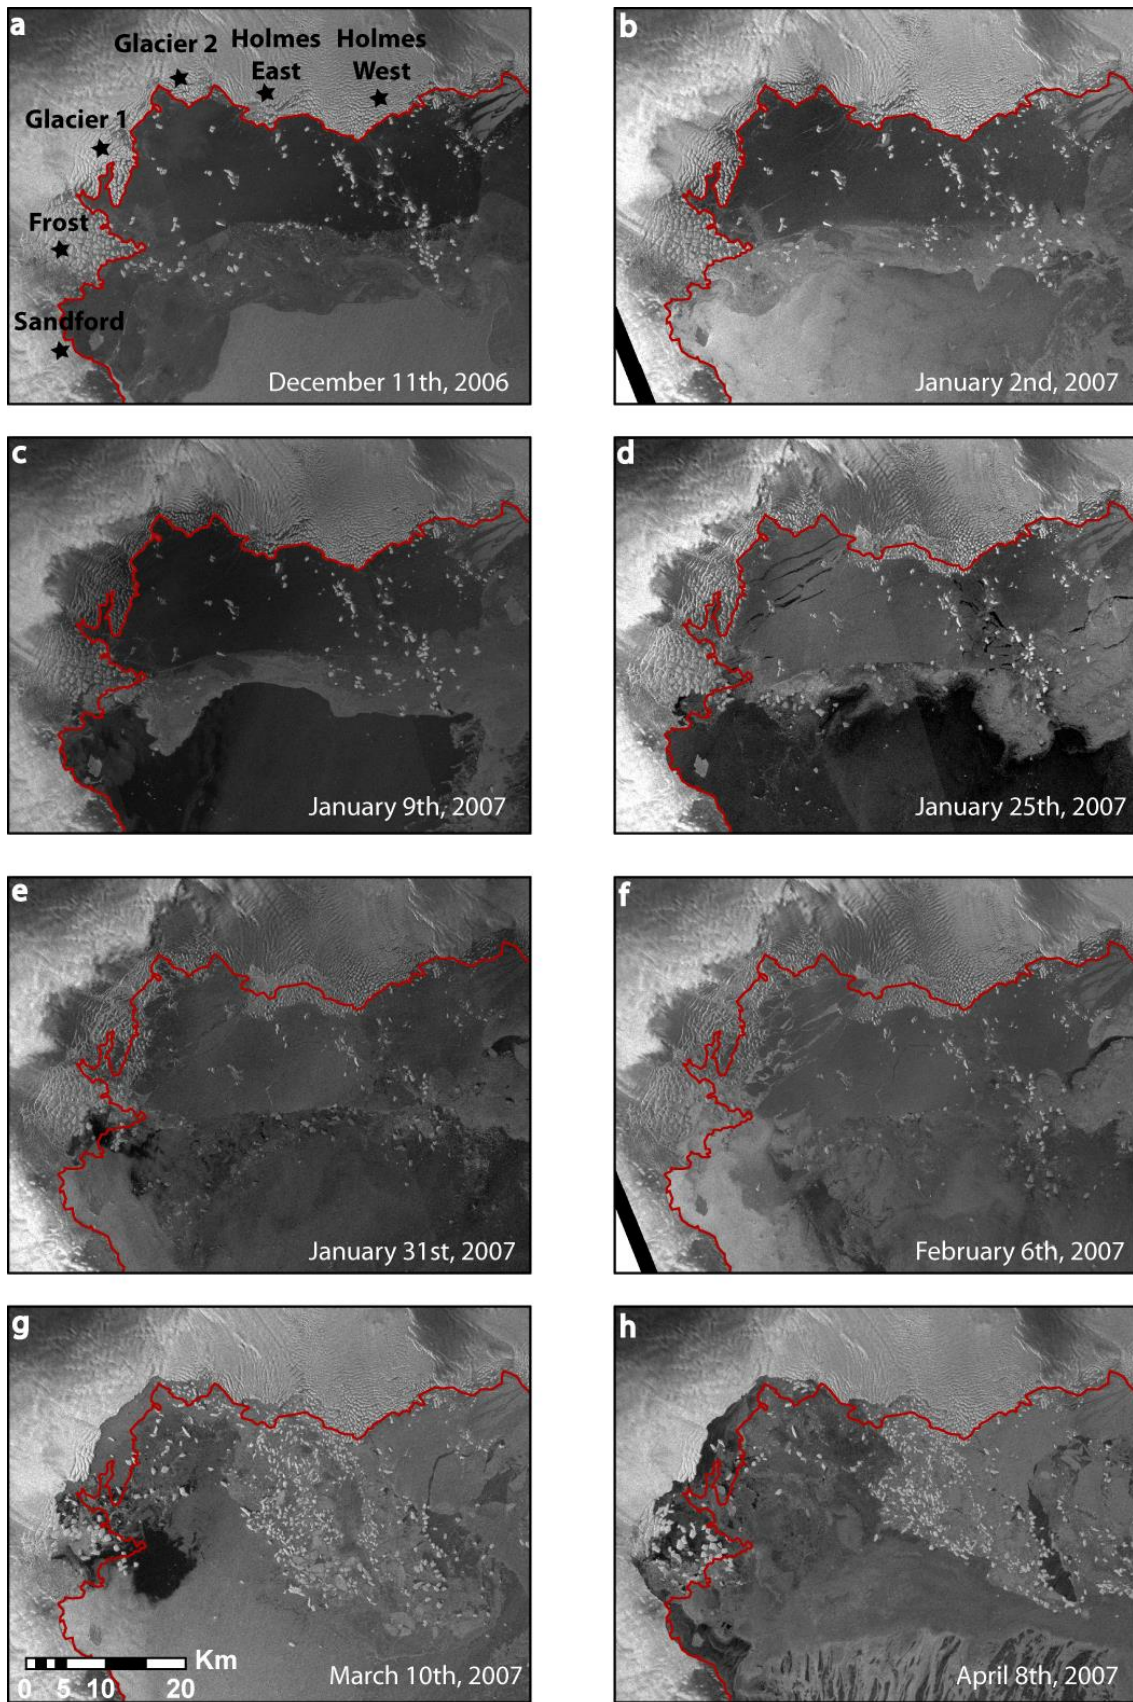 a
Glacier 2
Holmes East
Holmes West
Glacier 1
Frost
Sandford
December 11th, 2006
b
January 2nd, 2007
c
January 9th, 2007
d
January 25th, 2007
e
January 31st, 2007
f
February 6th, 2007
g
Km
0 5 10 20
March 10th, 2007
h
April 8th, 2007